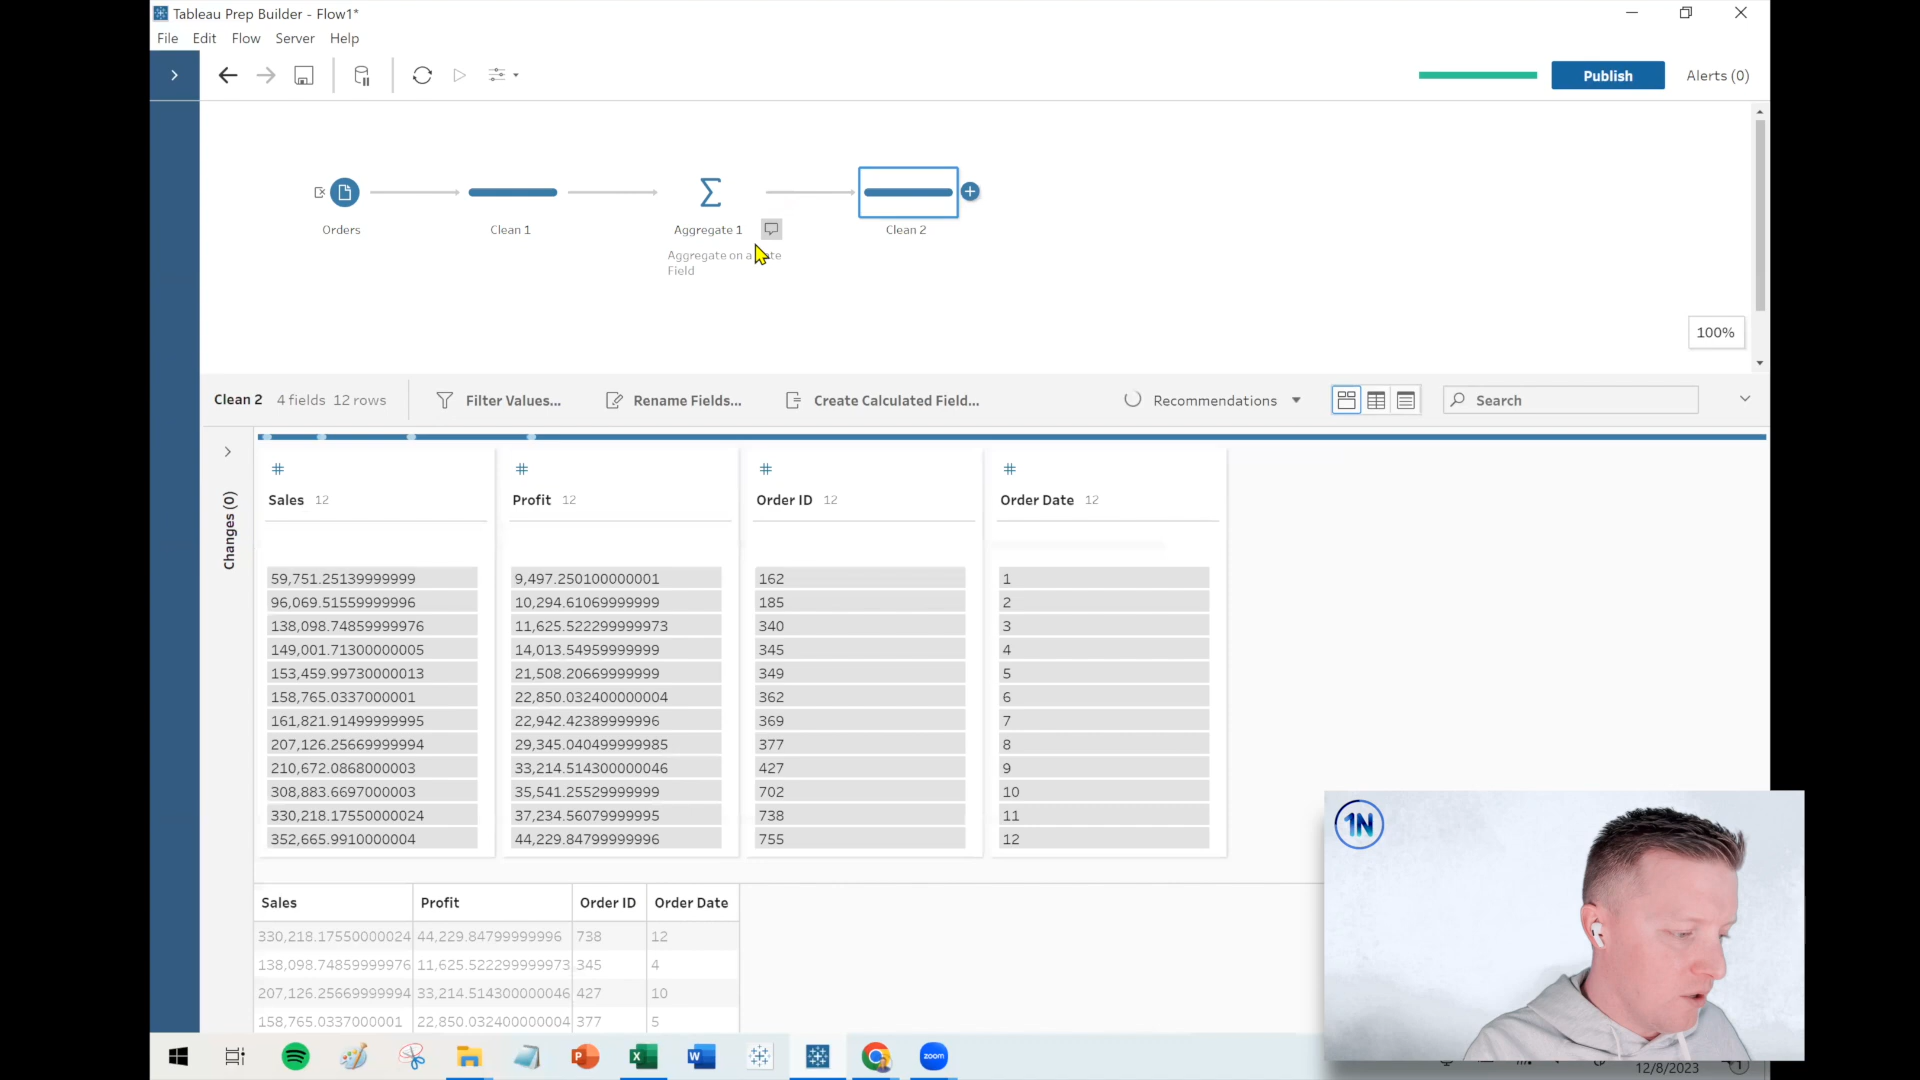 Tableau Prep Builder - Flow1*
File Edit Flow Server Help
Publish Alerts (0)
Orders
Clean 1
Aggregate 1
Aggregate on a
Field
Clean 2
100%
Clean 2 4 fields 12 rows Filter Values... Rename Fields... Create Calculated Field... Recommendations Search
Changes (0)
Sales 12
59,751.25139999999
96,069.51559999996
138,098.74859999976
149,001.71300000005
153,459.99730000013
158,765.0337000001
161,821.91499999995
207,126.25669999994
210,672.0868000003
308,883.6697000003
330,218.17550000024
352,665.9910000004
Profit 12
9,497.250100000001
10,294.61069999999
11,625.522299999973
14,013.54959999999
21,508.20669999999
22,850.032400000004
22,942.42389999996
29,345.040499999985
33,214.514300000046
35,541.25529999999
37,234.56079999995
44,229.84799999996
Order ID 12
162
185
340
345
349
362
369
377
427
702
738
755
Order Date 12
1
2
3
4
5
6
7
8
9
10
11
12
Sales Profit Order ID Order Date
330,218.17550000024 44,229.84799999996 738 12
138,098.74859999976 11,625.522299999973 345 4
207,126.25669999994 33,214.514300000046 427 10
158,765.0337000001 22,850.032400000004 377 5
1N
P
X
W
zoom
12/8/2023
1